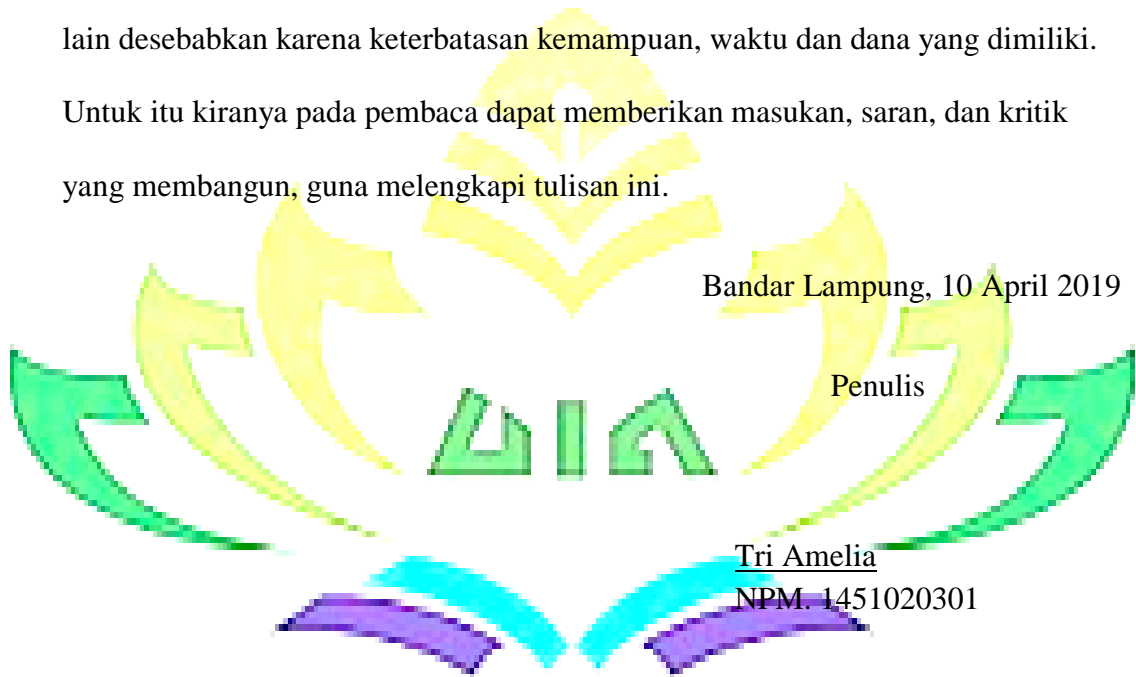 lain desebabkan karena keterbatasan kemampuan, waktu dan dana yang dimiliki.
Untuk itu kiranya pada pembaca dapat memberikan masukan, saran, dan kritik
yang membangun, guna melengkapi tulisan ini.
Bandar Lampung, 10 April 2019
Penulis
UIN
Tri Amelia
NPM. 1451020301